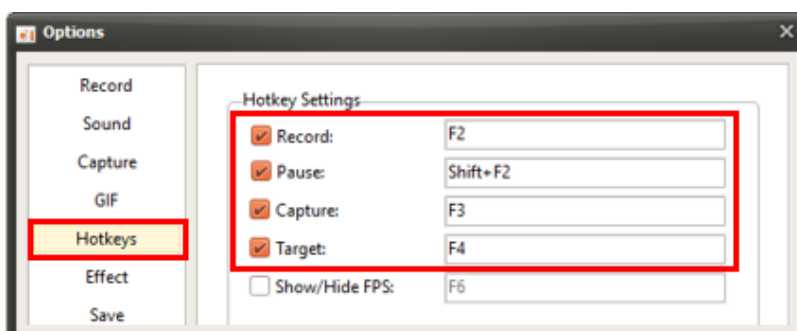 Options
Record
Sound
Capture
GIF
Hotkeys
Effect
Save
Hotkey Settings
Record: F2
Pause: Shift+F2
Capture: F3
Target: F4
Show/Hide FPS: F6